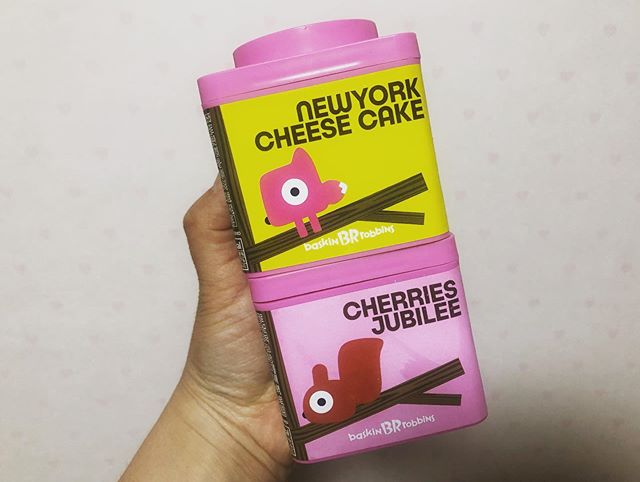 NEWYORK
CHEESE CAKE
baskin BR robbins
CHERRIES
JUBILEE
baskin BR robbins